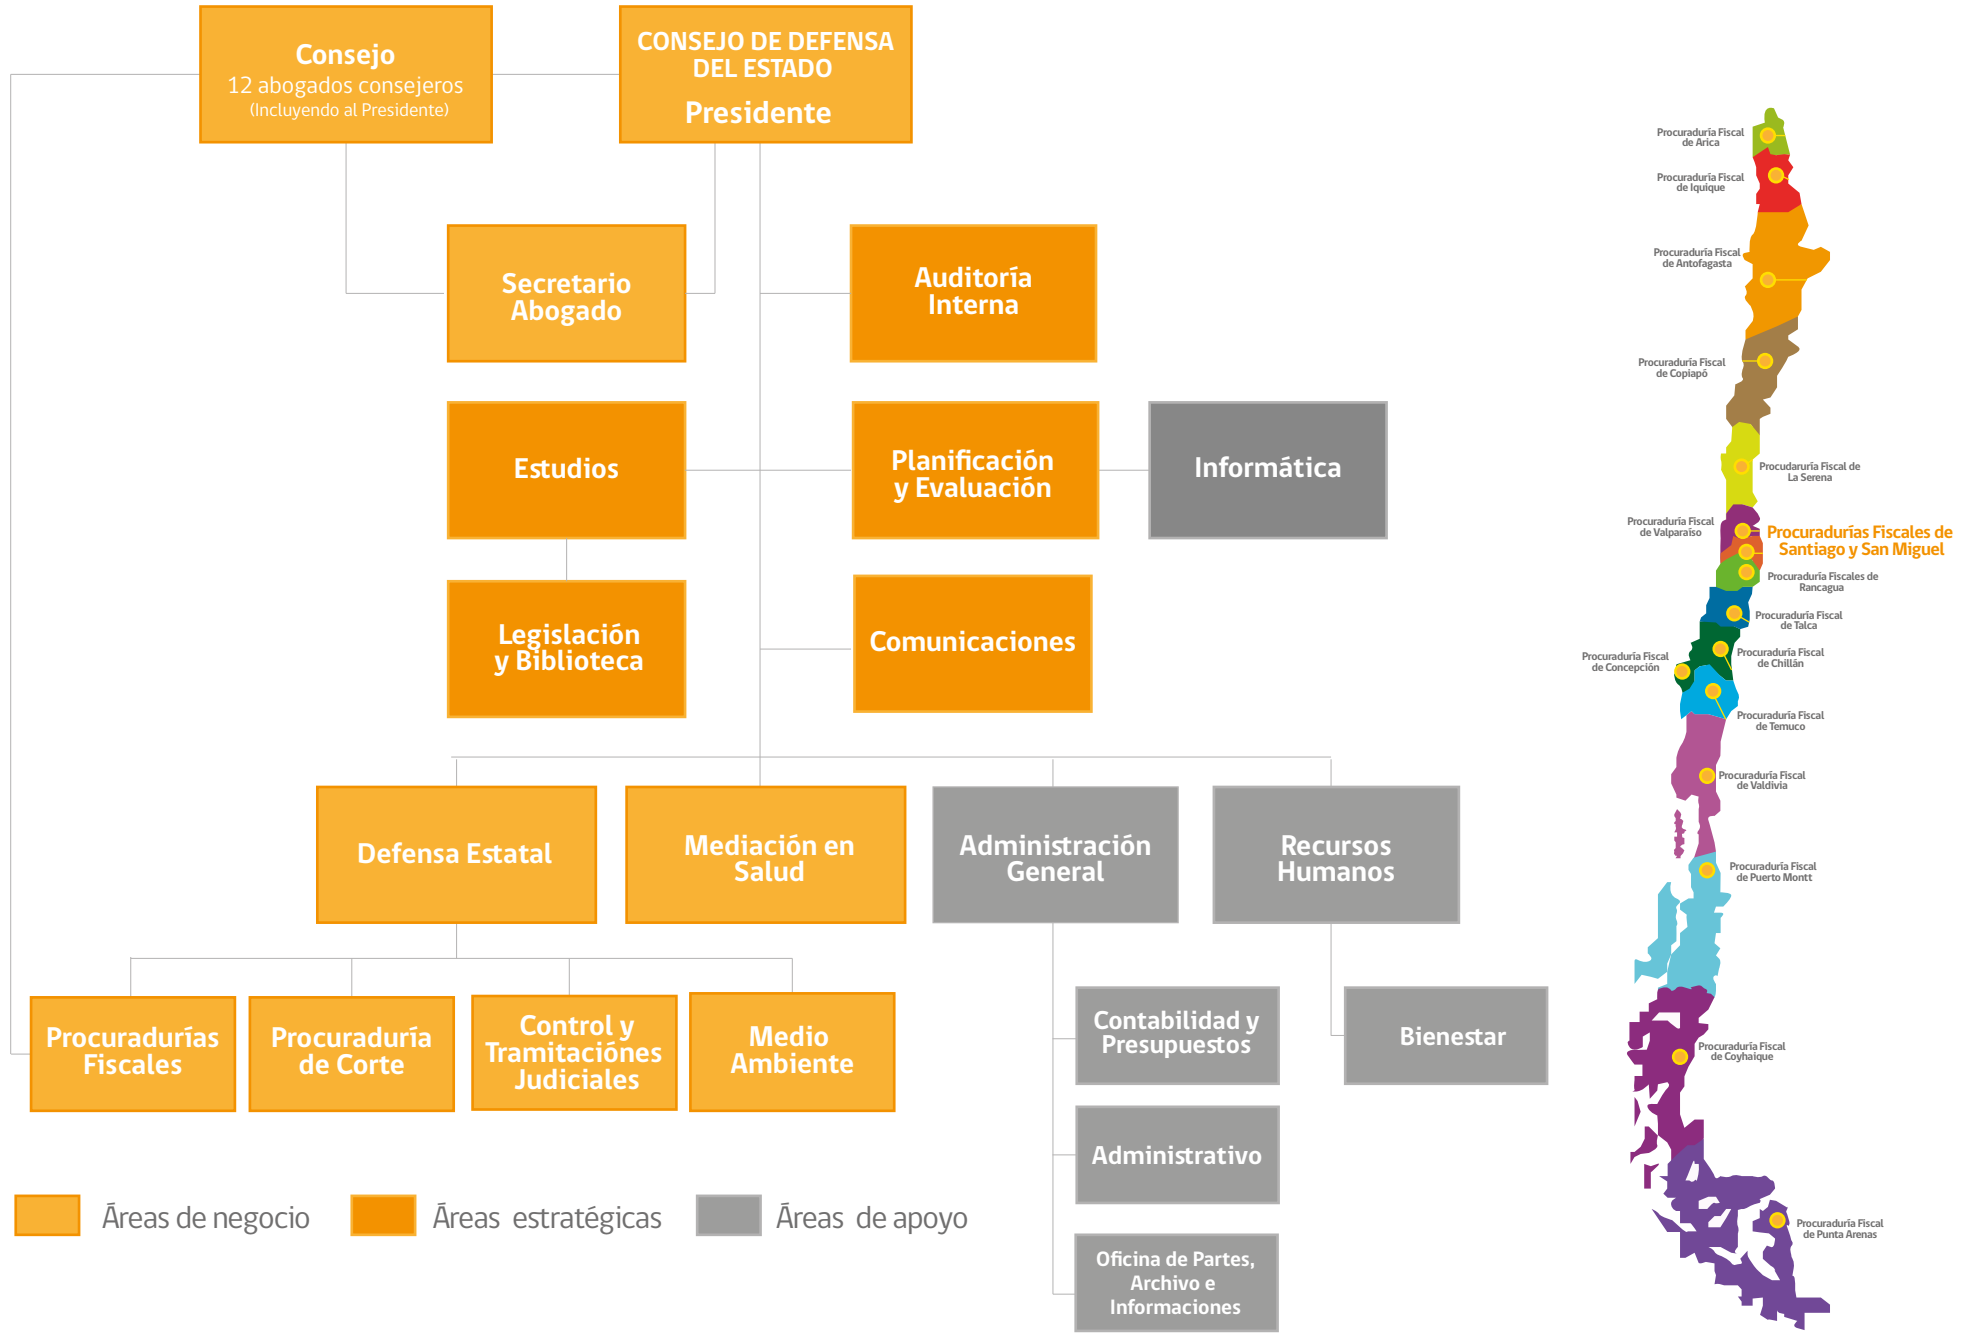 Consejo
12 abogados consejeros
(Incluyendo al Presidente)
CONSEJO DE DEFENSA
DEL ESTADO
Presidente
Secretario
Abogado
Auditoría
Interna
Estudios
Planificación
y Evaluación
Informática
Legislación
y Biblioteca
Comunicaciones
Defensa Estatal
Mediación en
Salud
Administración
General
Recursos
Humanos
Procuradurías
Fiscales
Procuraduría
de Corte
Control y
Tramitaciónes
Judiciales
Medio
Ambiente
Contabilidad y
Presupuestos
Bienestar
Administrativo
Oficina de Partes,
Archivo e
Informaciones
Áreas de negocio
Áreas estratégicas
Áreas de apoyo
Procuraduría Fiscal
de Arica
Procuraduría Fiscal
de Iquique
Procuraduría Fiscal
de Antofagasta
Procuraduría Fiscal
de Copiapó
Procudaruría Fiscal de
La Serena
Procuraduría Fiscal
de Valparaíso
Procuradurías Fiscales de
Santiago y San Miguel
Procuraduría Fiscales de
Rancagua
Procuraduría Fiscal
de Talca
Procuraduría Fiscal
de Chillán
Procuraduría Fiscal
de Concepción
Procuraduría Fiscal
de Temuco
Procuraduría Fiscal
de Valdivia
Procuraduría Fiscal
de Puerto Montt
Procuraduría Fiscal
de Coyhaique
Procuraduría Fiscal
de Punta Arenas